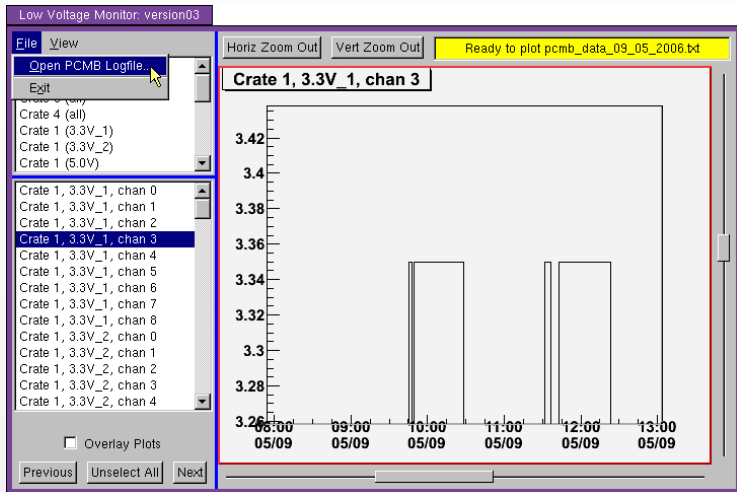 Low Voltage Monitor: version03
File View
Open PCMB Logfile...
Exit
Crate 4 (all)
Crate 1 (3.3V_1)
Crate 1 (3.3V_2)
Crate 1 (5.0V)
Crate 1, 3.3V_1, chan 0
Crate 1, 3.3V_1, chan 1
Crate 1, 3.3V_1, chan 2
Crate 1, 3.3V_1, chan 3
Crate 1, 3.3V_1, chan 4
Crate 1, 3.3V_1, chan 5
Crate 1, 3.3V_1, chan 6
Crate 1, 3.3V_1, chan 7
Crate 1, 3.3V_1, chan 8
Crate 1, 3.3V_2, chan 0
Crate 1, 3.3V_2, chan 1
Crate 1, 3.3V_2, chan 2
Crate 1, 3.3V_2, chan 3
Crate 1, 3.3V_2, chan 4
Overlay Plots
Previous Unselect All Next
Horiz Zoom Out Vert Zoom Out Ready to plot pcmb_data_09_05_2006.txt
Crate 1, 3.3V_1, chan 3
3.42
3.4
3.38
3.36
3.34
3.32
3.3
3.28
3.26
08:00 09:00 10:00 11:00 12:00 13:00
05/09 05/09 05/09 05/09 05/09 05/09